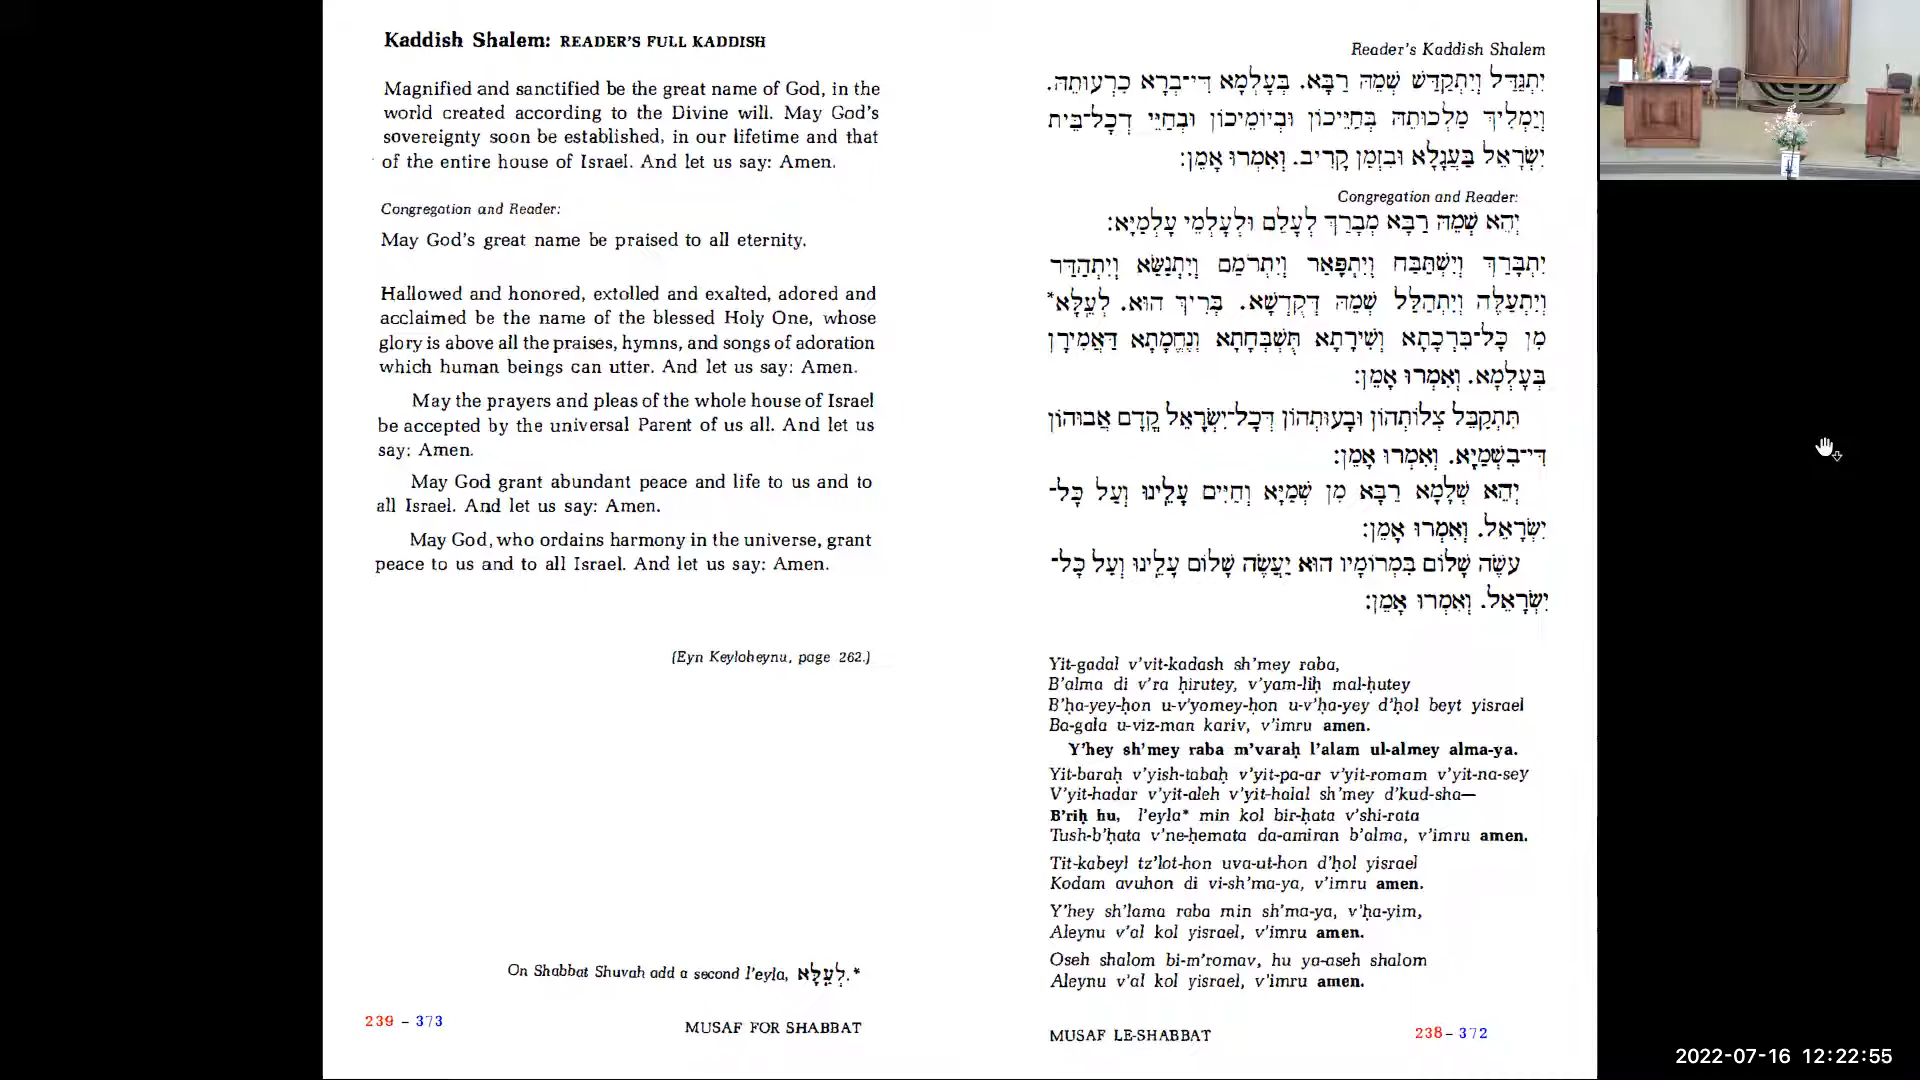 Kaddish Shalem: READER'S FULL KADDISH
Magnified and sanctified be the great name of God, in the
world created according to the Divine will. May God's
sovereignty soon be established, in our lifetime and that
of the entire house of Israel. And let us say: Amen.
Congregation and Reader:
May God's great name be praised to all eternity.
Hallowed and honored, extolled and exalted, adored and
acclaimed be the name of the blessed Holy One, whose
glory is above all the praises, hymns, and songs of adoration
which human beings can utter. And let us say: Amen.
May the prayers and pleas of the whole house of Israel
be accepted by the universal Parent of us all. And let us
say: Amen.
May God grant abundant peace and life to us and to
all Israel. And let us say: Amen.
May God, who ordains harmony in the universe, grant
peace to us and to all Israel. And let us say: Amen.
(Eyn Keyloheynu, page 262.)
On Shabbat Shuvah add a second l'eyla, לְעֵֽלָּא.*
239 - 373
MUSAF FOR SHABBAT
Reader's Kaddish Shalem
יִתְגַּדַּל וְיִתְקַדַּשׁ שְׁמֵהּ רַבָּא. בְּעָלְמָא דִּי־בְרָא כִרְעוּתֵהּ.
וְיַמְלִיךְ מַלְכוּתֵהּ בְּחַיֵּיכוֹן וּבְיוֹמֵיכוֹן וּבְחַיֵּי דְכָל־בֵּית
יִשְׂרָאֵל בַּעֲגָלָא וּבִזְמַן קָרִיב. וְאִמְרוּ אָמֵן:
Congregation and Reader:
יְהֵא שְׁמֵהּ רַבָּא מְבָרַךְ לְעָלַם וּלְעָלְמֵי עָלְמַיָּא:
יִתְבָּרַךְ וְיִשְׁתַּבַּח וְיִתְפָּאַר וְיִתְרֹמַם וְיִתְנַשֵּׂא וְיִתְהַדַּר
וְיִתְעַלֶּה וְיִתְהַלַּל שְׁמֵהּ דְּקֻדְשָׁא. בְּרִיךְ הוּא. לְעֵֽלָּא*
מִן כָּל־בִּרְכָתָא וְשִׁירָתָא תֻּשְׁבְּחָתָא וְנֶחֱמָתָא דַּאֲמִירָן
בְּעָלְמָא. וְאִמְרוּ אָמֵן:
תִּתְקַבֵּל צְלוֹתְהוֹן וּבָעוּתְהוֹן דְּכָל־יִשְׂרָאֵל קֳדָם אֲבוּהוֹן
דִּי־בִשְׁמַיָּא. וְאִמְרוּ אָמֵן:
יְהֵא שְׁלָמָא רַבָּא מִן שְׁמַיָּא וְחַיִּים עָלֵֽינוּ וְעַל כָּל־
יִשְׂרָאֵל. וְאִמְרוּ אָמֵן:
עֹשֶׂה שָׁלוֹם בִּמְרוֹמָיו הוּא יַעֲשֶׂה שָׁלוֹם עָלֵֽינוּ וְעַל כָּל־
יִשְׂרָאֵל. וְאִמְרוּ אָמֵן:
Yit-gadal v'vit-kadash sh'mey raba,
B'alma di v'ra ḥirutey, v'yam-liḥ mal-ḥutey
B'ḥa-yey-ḥon u-v'yomey-ḥon u-v'ḥa-yey d'ḥol beyt yisrael
Ba-gala u-viz-man kariv, v'imru amen.
Y'hey sh'mey raba m'varaḥ l'alam ul-almey alma-ya.
Yit-baraḥ v'yish-tabaḥ v'yit-pa-ar v'yit-romam v'yit-na-sey
V'yit-hadar v'yit-aleh v'yit-halal sh'mey d'kud-sha—
B'riḥ hu, l'eyla* min kol bir-ḥata v'shi-rata
Tush-b'ḥata v'ne-ḥemata da-amiran b'alma, v'imru amen.
Tit-kabeyl tz'lot-hon uva-ut-hon d'ḥol yisrael
Kodam avuhon di vi-sh'ma-ya, v'imru amen.
Y'hey sh'lama raba min sh'ma-ya, v'ḥa-yim,
Aleynu v'al kol yisrael, v'imru amen.
Oseh shalom bi-m'romav, hu ya-aseh shalom
Aleynu v'al kol yisrael, v'imru amen.
MUSAF LE-SHABBAT
238- 372
2022-07-16 12:22:55